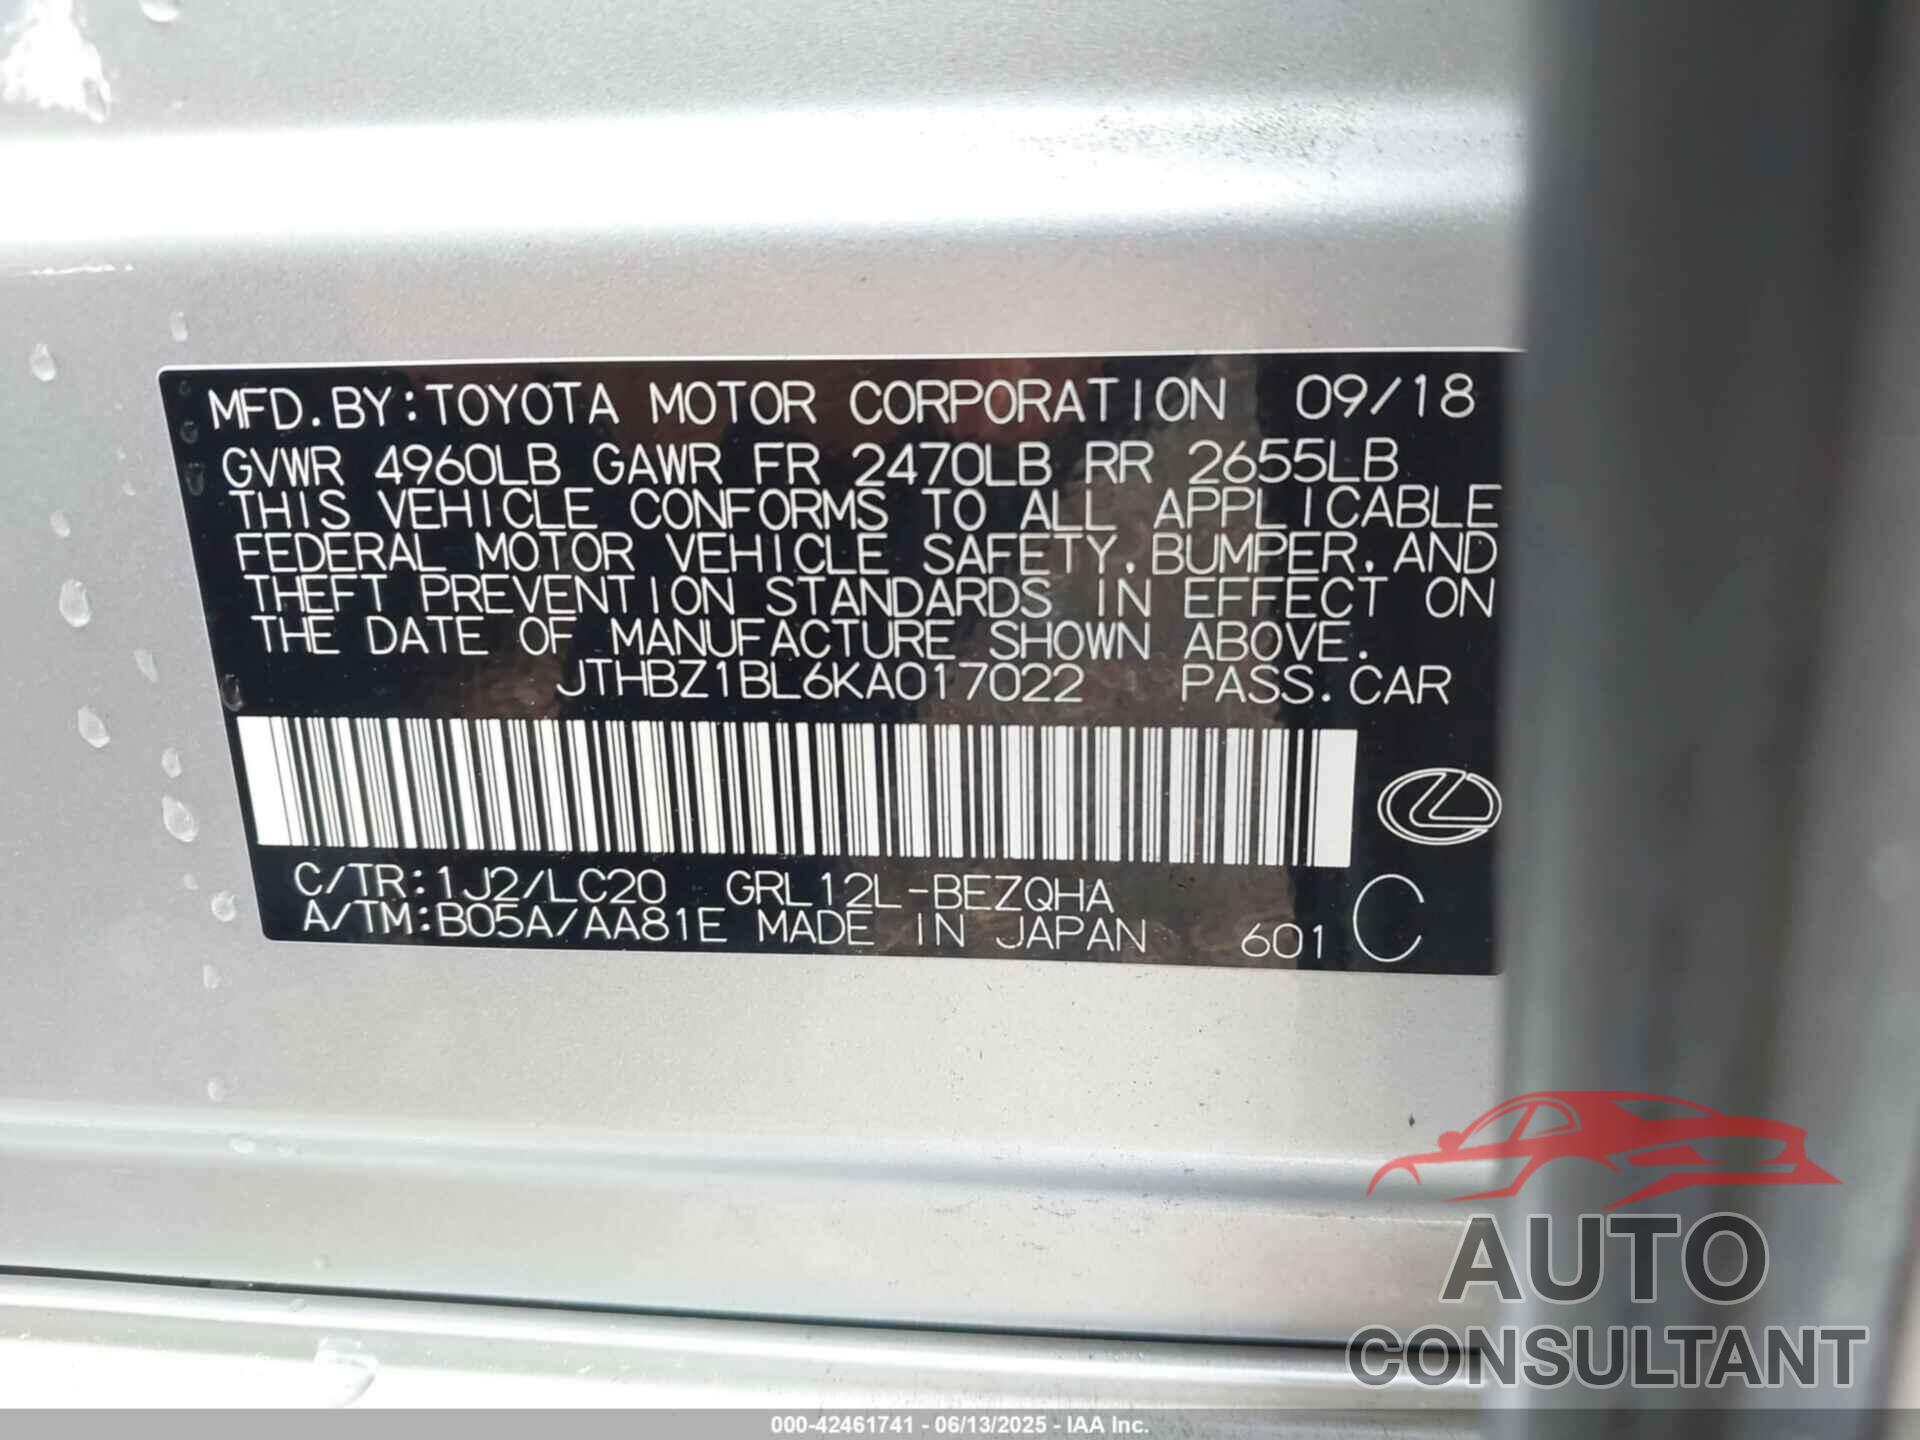 MFD.BY:TOYOTA MOTOR CORPORATION 09/18
GVWR 4960LB GAWR FR 2470LB RR 2655LB
THIS VEHICLE CONFORMS TO ALL APPLICABLE
FEDERAL MOTOR VEHICLE SAFETY,BUMPER,AND
THEFT PREVENTION STANDARDS IN EFFECT ON
THE DATE OF MANUFACTURE SHOWN ABOVE.
JTHBZ1BL6KA017022 PASS.CAR
C/TR:1J2/LC20 GRL12L-BEZQHA
A/TM:B05A/AA81E MADE IN JAPAN 601 C
AUTO
CONSULTANT
000-42461741 - 06/13/2025 - IAA Inc.